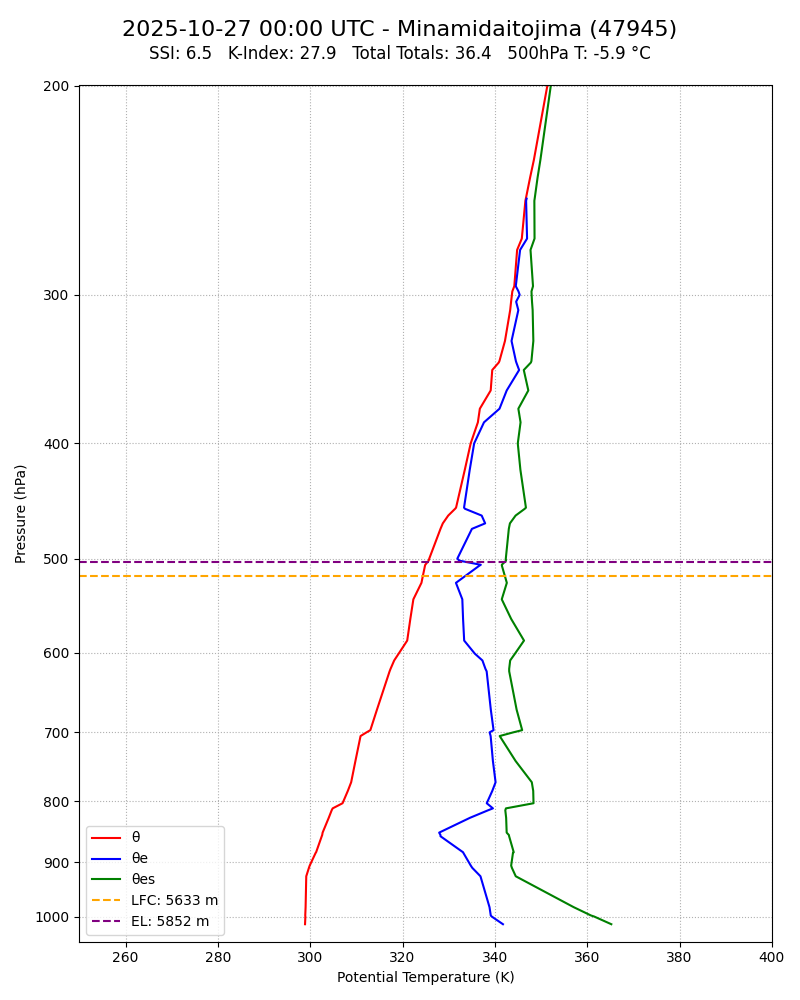 2025-10-27 00:00 UTC - Minamidaitojima (47945)
SSI: 6.5 K-Index: 27.9 Total Totals: 36.4 500hPa T: -5.9 °C
200
300
400
500
600
700
800
900
1000
Pressure (hPa)
θ
θe
θes
LFC: 5633 m
EL: 5852 m
260 280 300 320 340 360 380 400
Potential Temperature (K)